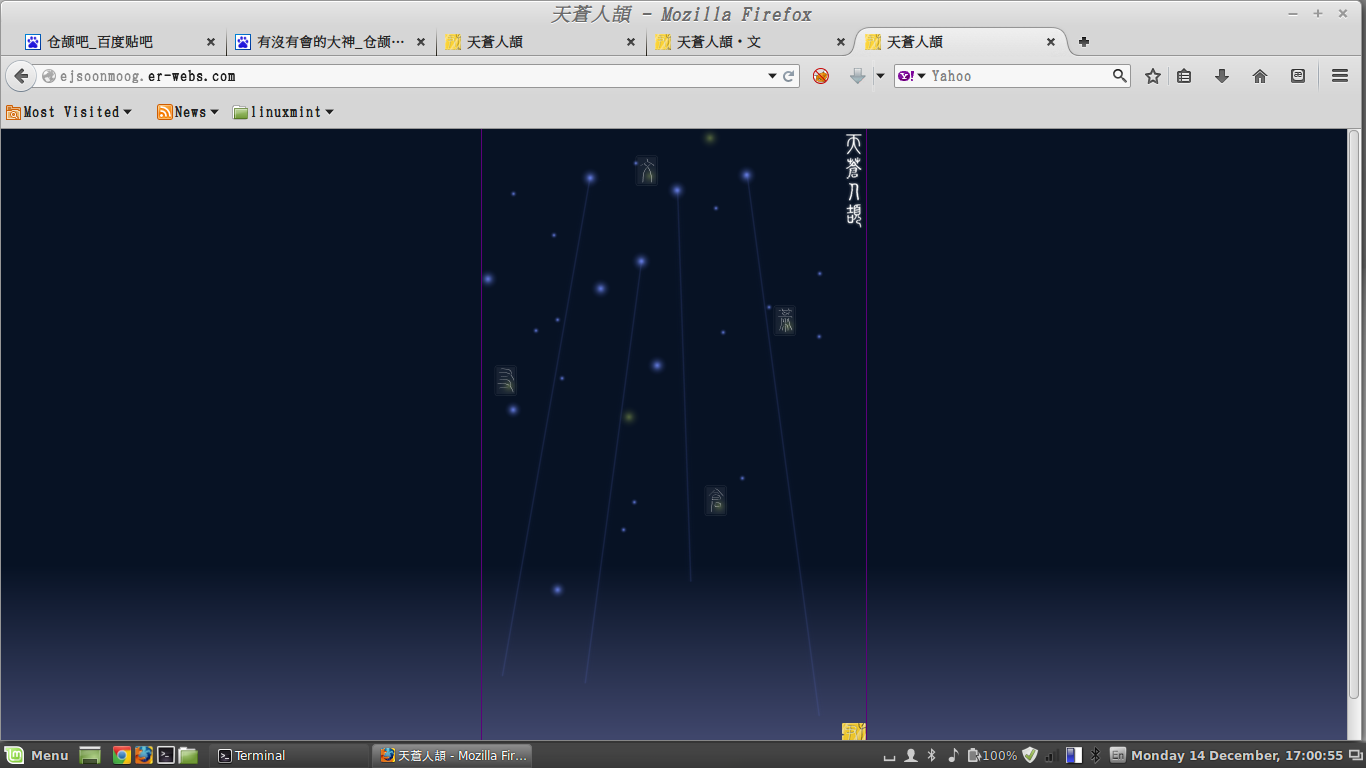 天蒼人頡 - Mozilla Firefox
仓颉吧_百度贴吧
有沒有會的大神_仓颉…
天蒼人頡
天蒼人頡·文
天蒼人頡
ejsoonmoog.er-webs.com
Yahoo
Most Visited
News
linuxmint
天蒼人頡
倉
Menu
Terminal
天蒼人頡 - Mozilla Fir...
100%
En
Monday 14 December, 17:00:55